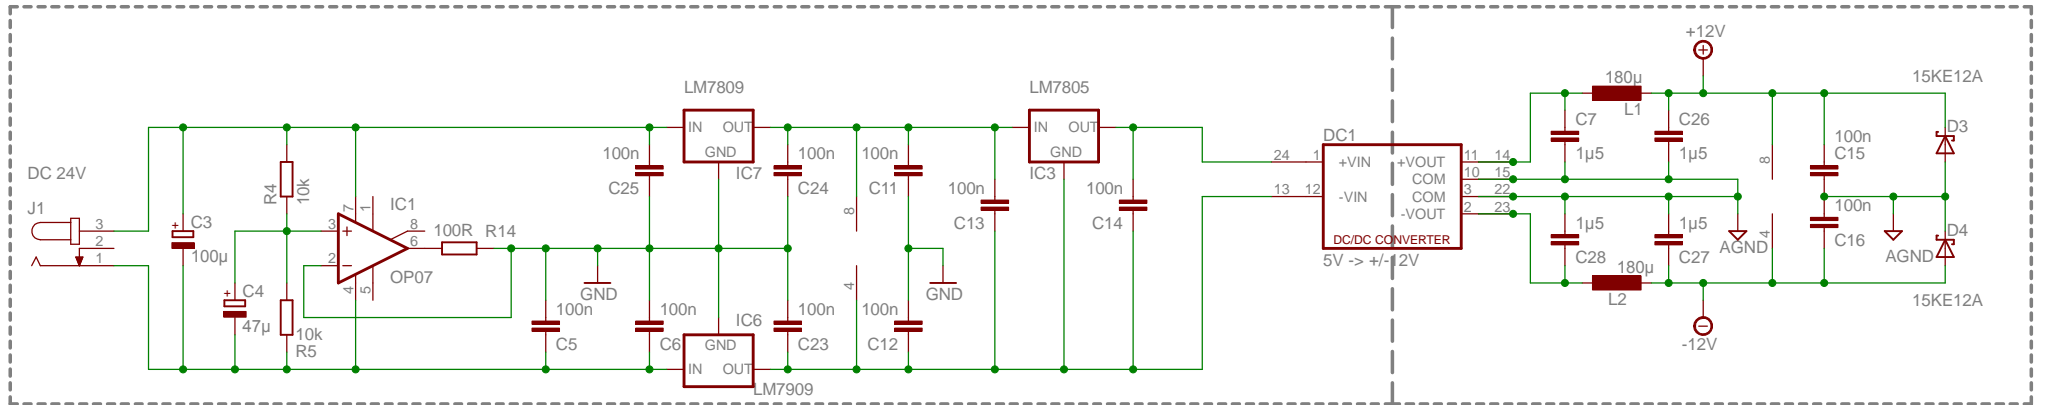 DC 24V
J1
3
2
1
C3
+
100µ
R4
10k
C4
+
47µ
10k
R5
IC1
7
1
3
+
2
-
8
6
4
5
OP07
100R
R14
100n
C5
GND
100n
C25
100n
C6
LM7809
IN
OUT
GND
IC7
IC6
GND
IN
OUT
LM7909
100n
C24
100n
C23
8
4
100n
C11
100n
C12
GND
100n
C13
LM7805
IN
OUT
GND
IC3
100n
C14
DC1
24
1
13
12
+VIN
-VIN
+VOUT
COM
COM
-VOUT
DC/DC CONVERTER
5V -> +/-12V
11
14
10
15
3
22
2
23
C7
1µ5
180µ
L1
C26
1µ5
1µ5
C28
180µ
L2
1µ5
C27
+12V
-12V
AGND
8
4
100n
C15
100n
C16
AGND
15KE12A
D3
D4
15KE12A